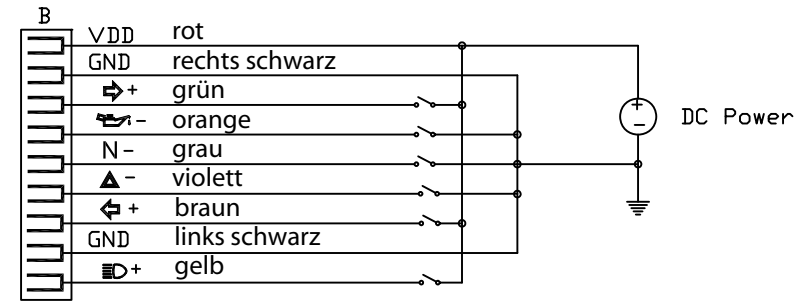 B
VDD rot
GND rechts schwarz
+ grün
- orange
N - grau
- violett
+ braun
GND links schwarz
+ gelb
+
-
DC Power